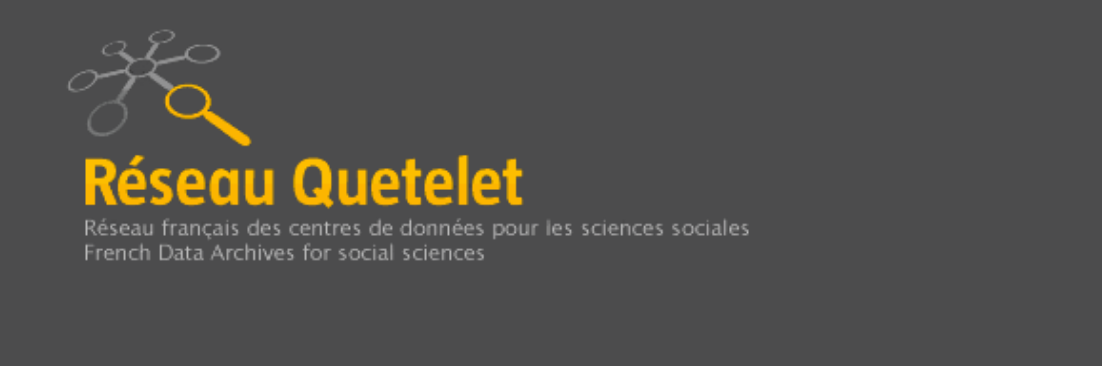 Réseau Quetelet
Réseau français des centres de données pour les sciences sociales
French Data Archives for social sciences